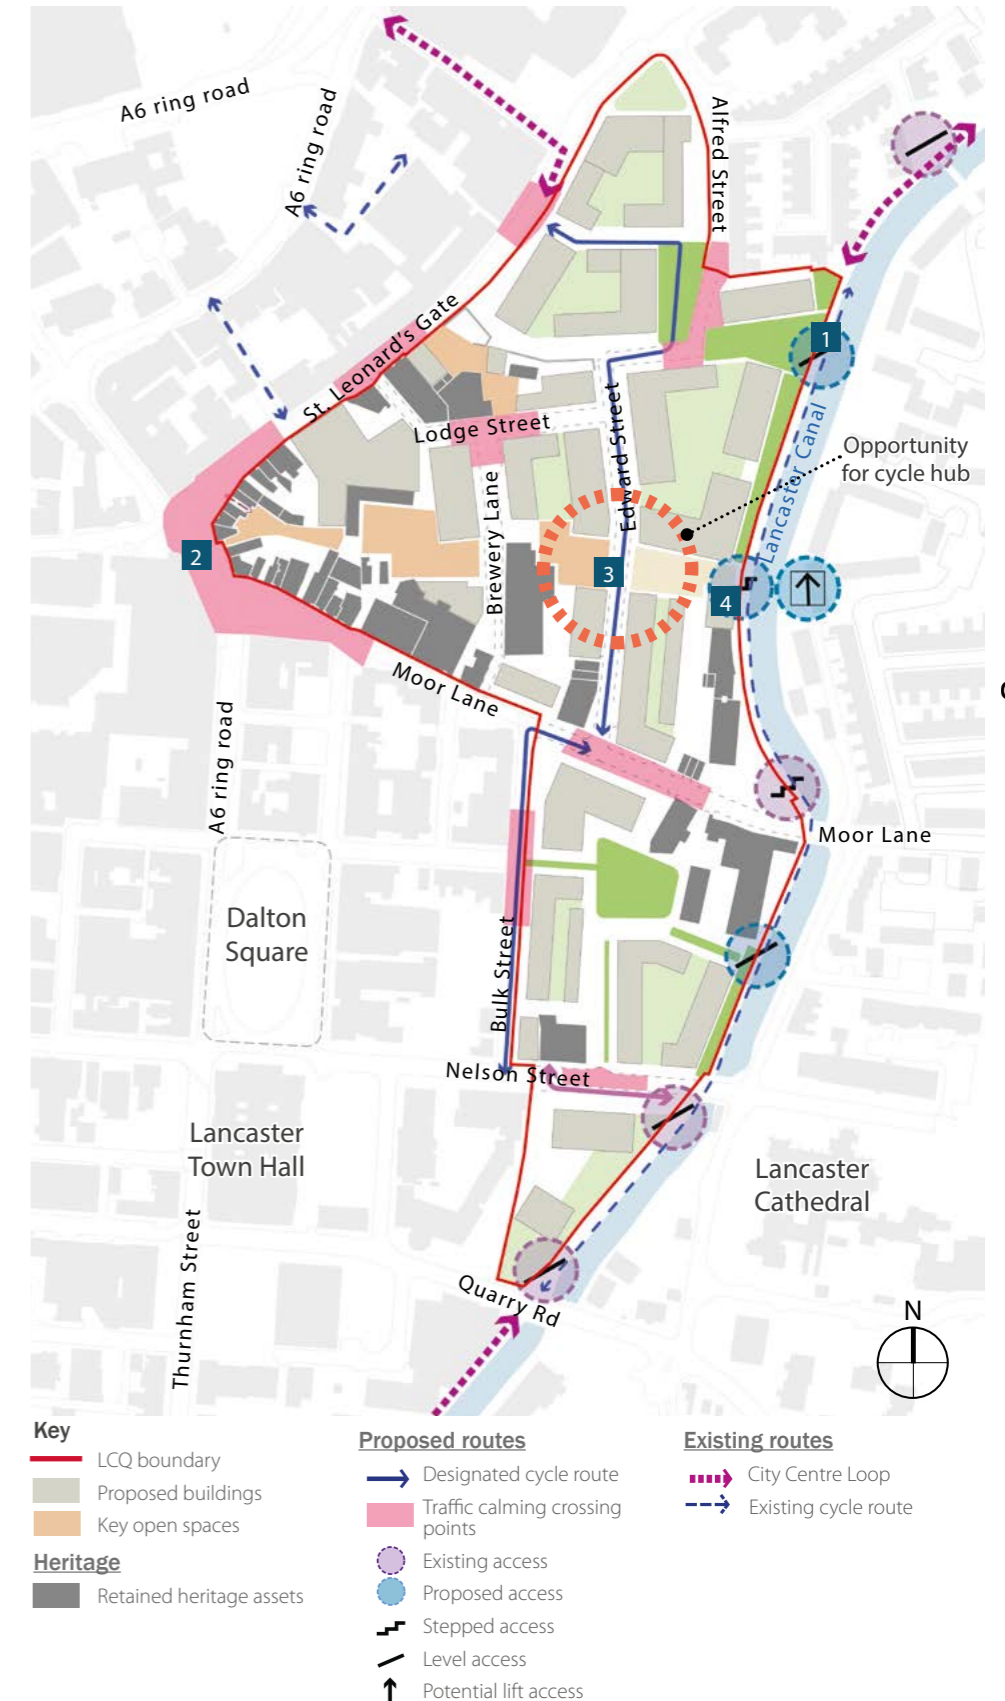 A6 ring road
A6 ring road
Alfred Street
St. Leonard's Gate
Lodge Street
Edward Street
Brewery Lane
Lancaster Canal
Opportunity
for cycle hub
1
2
3
4
Moor Lane
A6 ring road
Moor Lane
Dalton
Square
Bulk Street
Nelson Street
Lancaster
Town Hall
Lancaster
Cathedral
Thurnham Street
Quarry Rd
N
Key
LCQ boundary
Proposed buildings
Key open spaces
Heritage
Retained heritage assets
Proposed routes
Designated cycle route
Traffic calming crossing
points
Existing access
Proposed access
Stepped access
Level access
Potential lift access
Existing routes
City Centre Loop
Existing cycle route